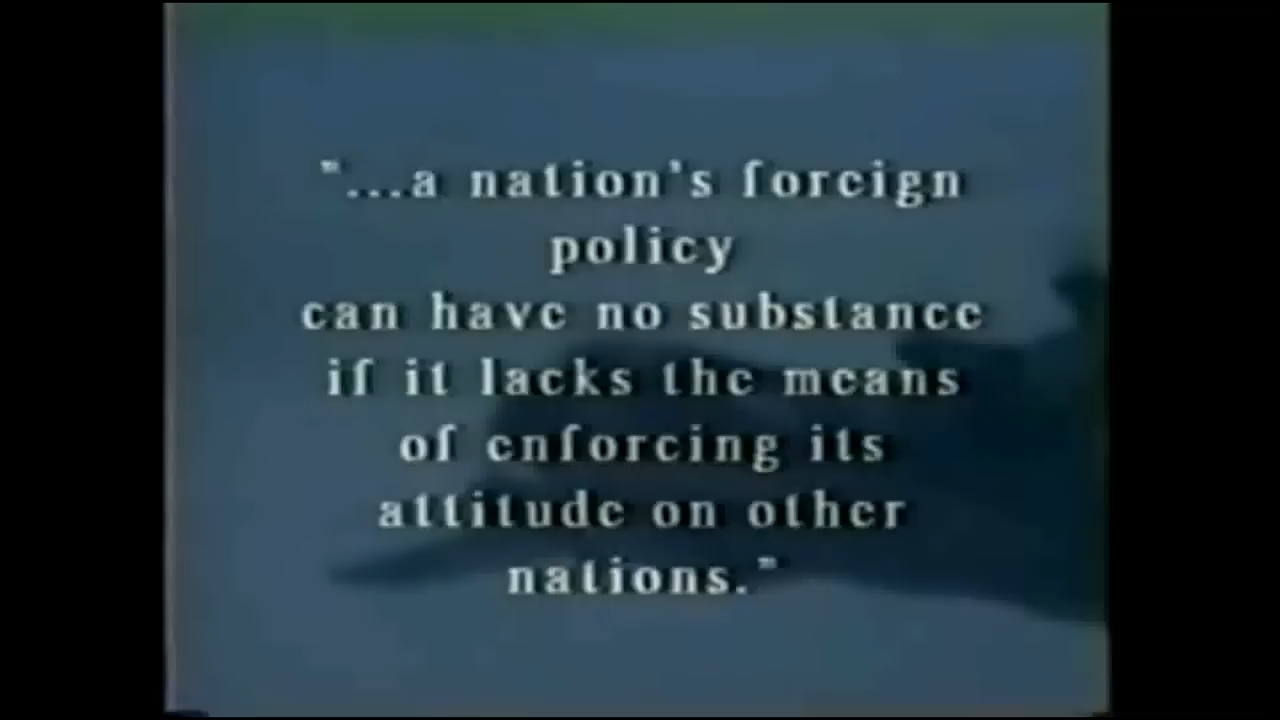 "....a nation's foreign
policy
can have no substance
if it lacks the means
of enforcing its
attitude on other
nations."